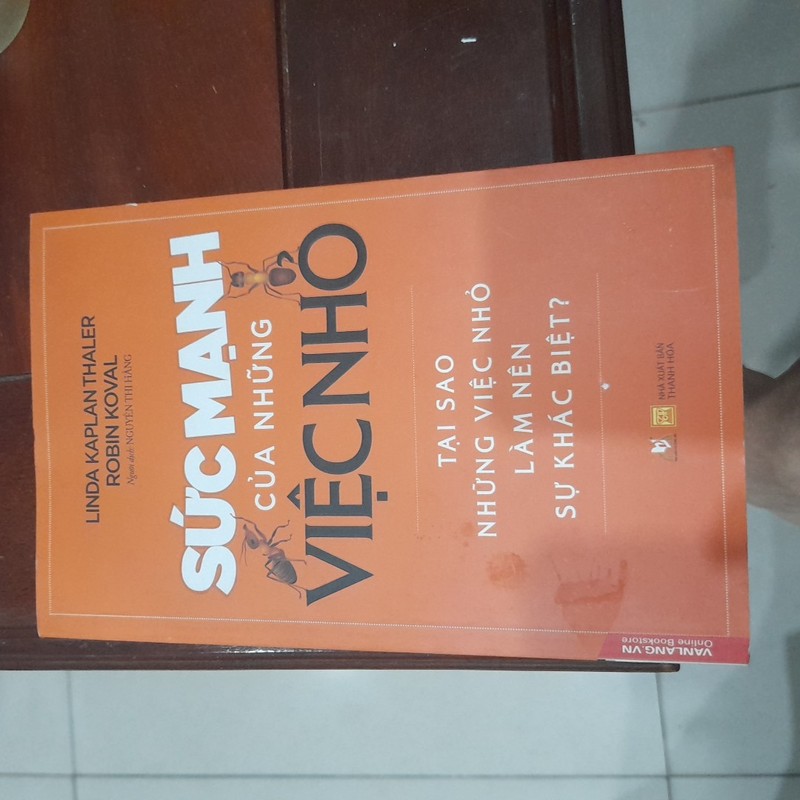 LINDA KAPLAN THALER
ROBIN KOVAL
Người dịch: NGUYỄN THI HẰNG
SỨC MẠNH
CỦA NHỮNG
VIỆC NHỎ
TẠI SAO
NHỮNG VIỆC NHỎ
LÀM NÊN
SỰ KHÁC BIỆT?
NHÀ XUẤT BẢN
THANH HÓA
VANLANG.VN
Online Bookstore